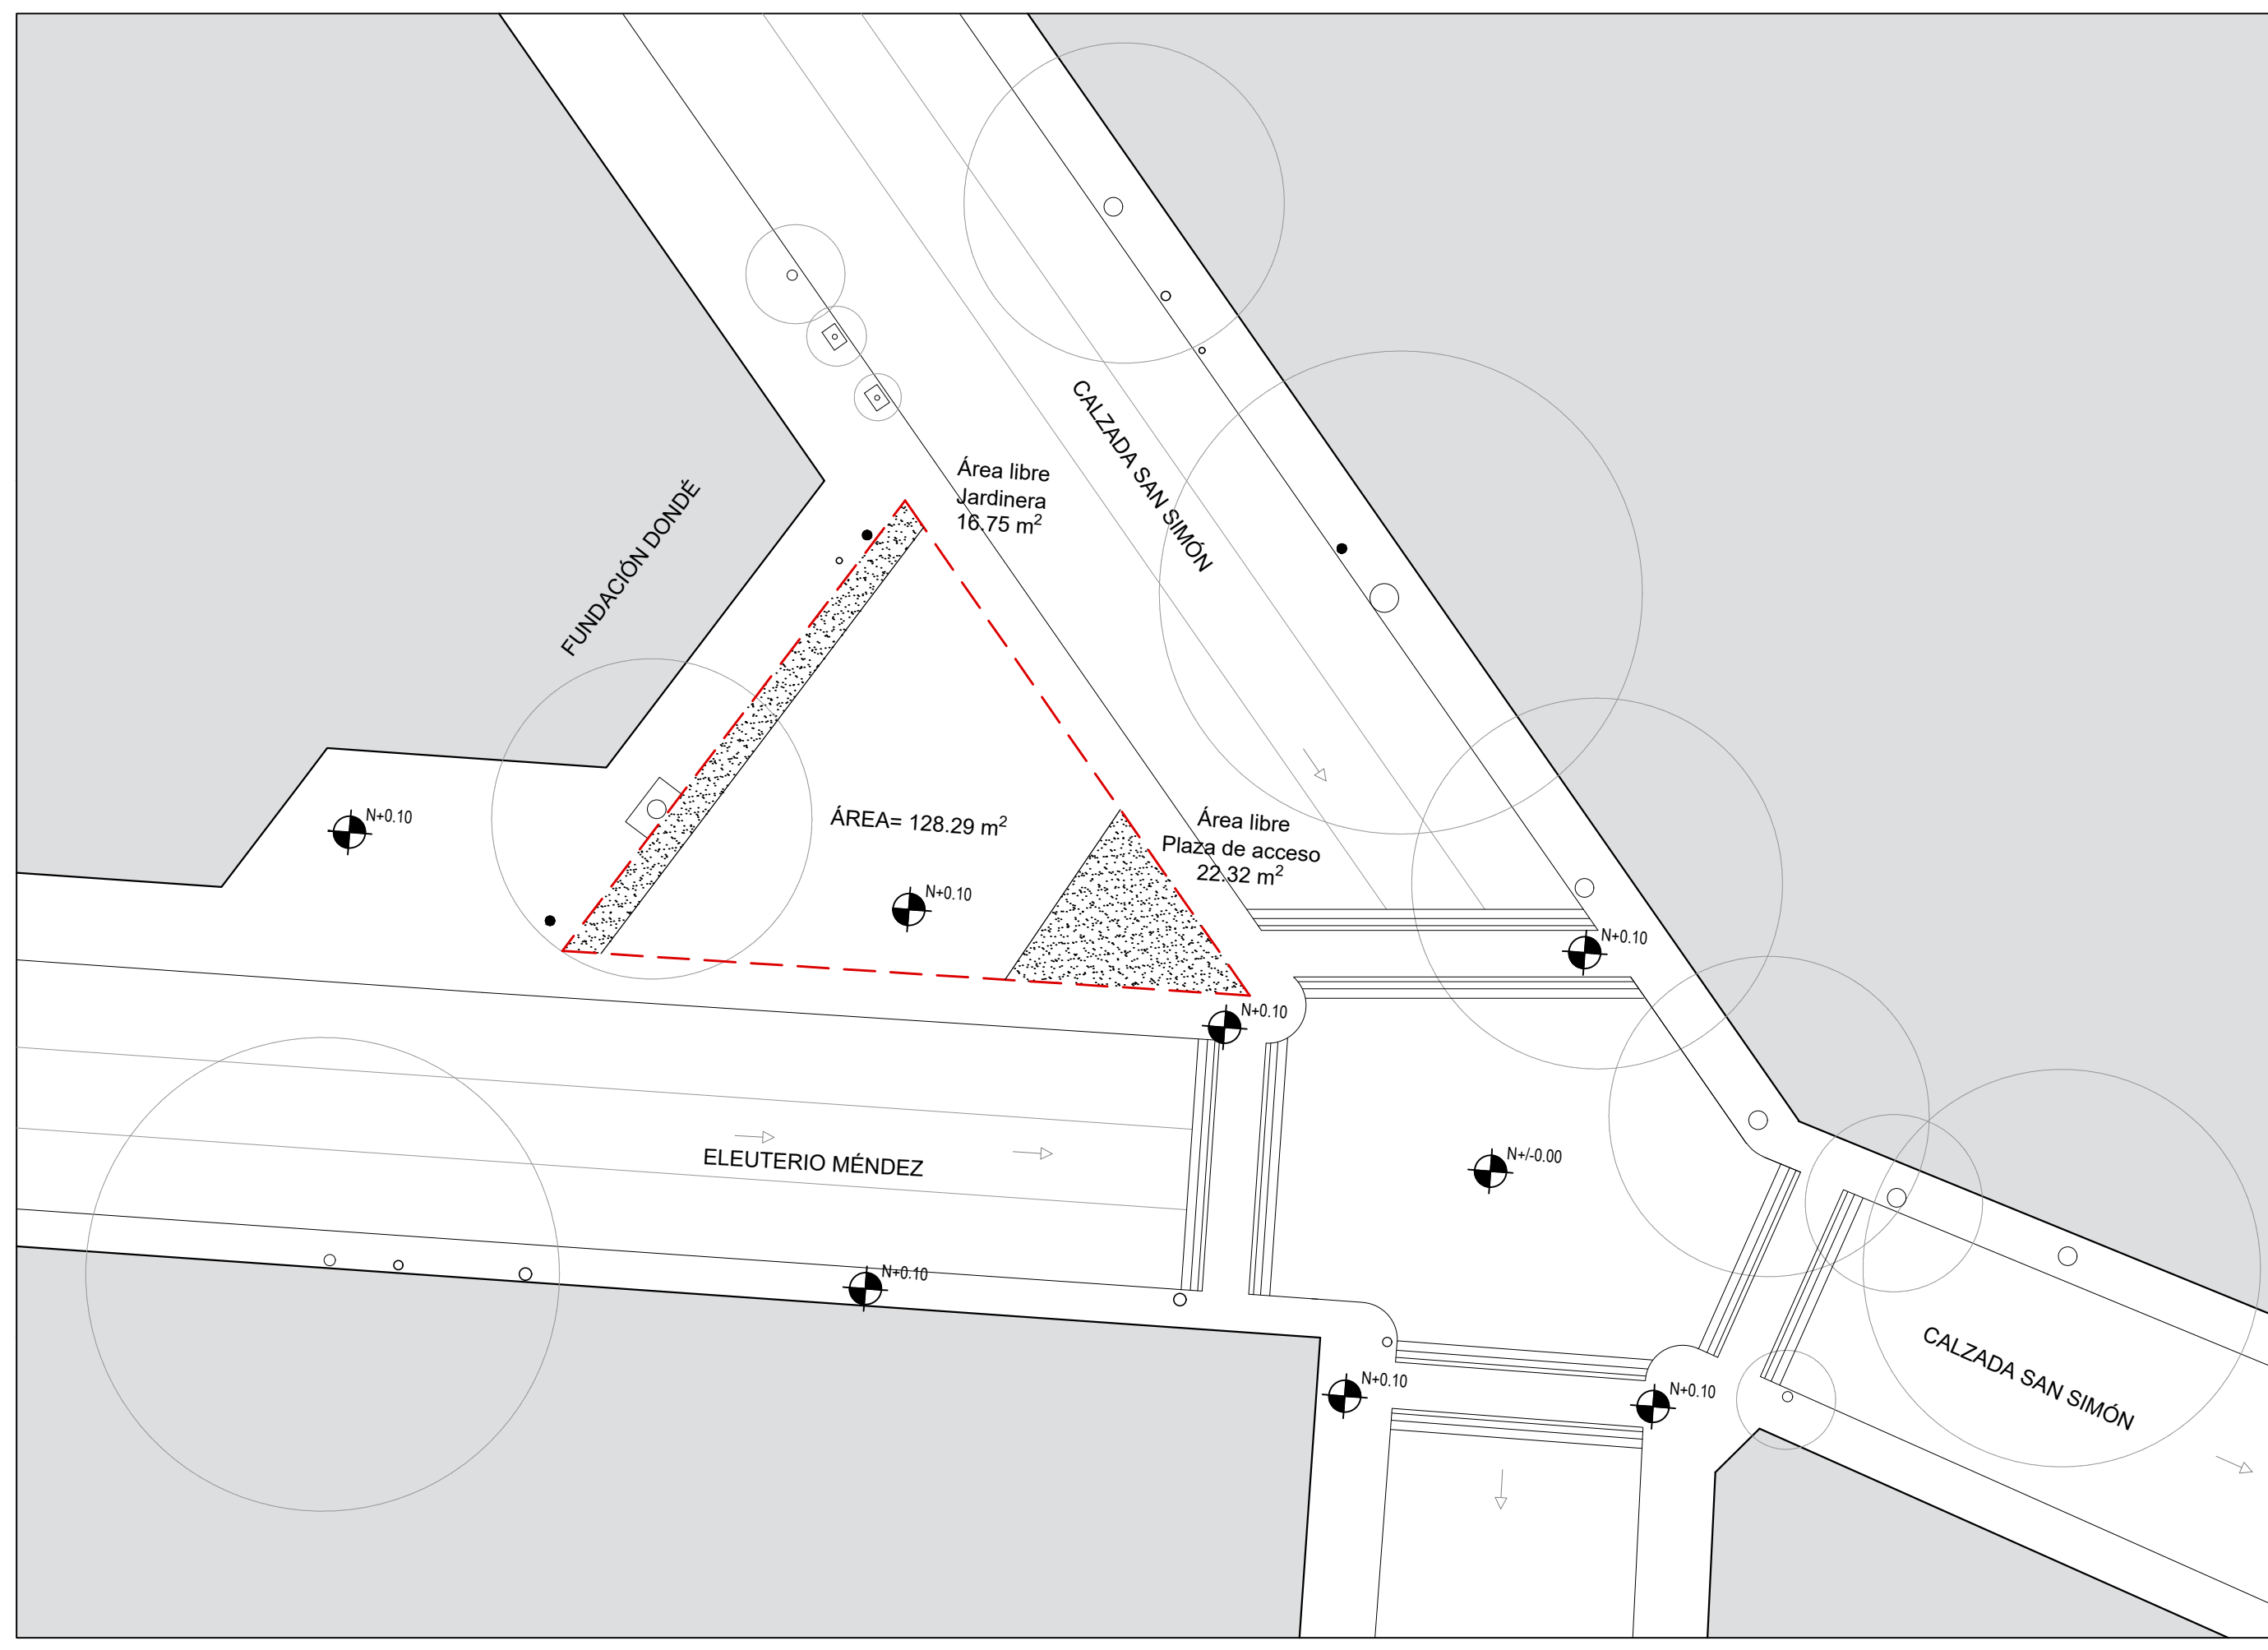 Área libre
Jardinera
16.75 m²
CALZADA SAN SIMÓN
FUNDACIÓN DONDÉ
N+0.10
ÁREA= 128.29 m²
Área libre
Plaza de acceso
22.32 m²
N+0.10
N+0.10
N+0.10
ELEUTERIO MÉNDEZ
N+/-0.00
N+0.10
CALZADA SAN SIMÓN
N+0.10
N+0.10